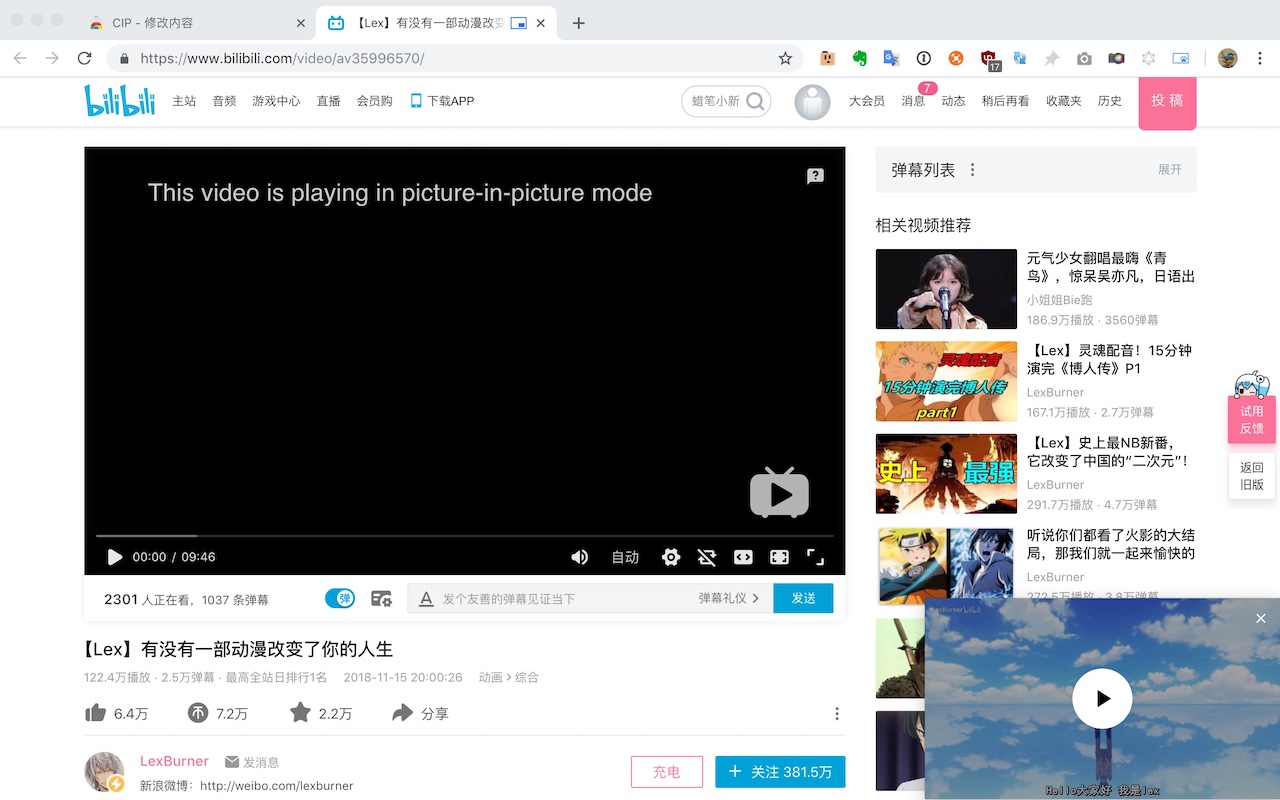 CIP - 修改内容
【Lex】有没有一部动漫改变
https://www.bilibili.com/video/av35996570/
17
bilibili
主站
音频
游戏中心
直播
会员购
下载APP
蜡笔小新
大会员
消息
7
动态
稍后再看
收藏夹
历史
投 稿
This video is playing in picture-in-picture mode
00:00 / 09:46
自动
2301 人正在看，1037 条弹幕
弹
发个友善的弹幕见证当下
弹幕礼仪
发送
【Lex】有没有一部动漫改变了你的人生
122.4万播放 · 2.5万弹幕 · 最高全站日排行1名
2018-11-15 20:00:26
动画 > 综合
6.4万
7.2万
2.2万
分享
LexBurner
发消息
新浪微博：http://weibo.com/lexburner
充电
+ 关注 381.5万
弹幕列表
展开
相关视频推荐
元气少女翻唱最嗨《青
鸟》，惊呆吴亦凡，日语出
小姐姐Bie跑
186.9万播放 · 3560弹幕
灵魂配音
15分钟演完博人传
part1
【Lex】灵魂配音！15分钟
演完《博人传》P1
LexBurner
167.1万播放 · 2.7万弹幕
史上 最强
【Lex】史上最NB新番，
它改变了中国的“二次元”！
LexBurner
291.7万播放 · 4.7万弹幕
听说你们都看了火影的大结
局，那我们就一起来愉快的
LexBurner
272.5万播放 · 3.8万弹幕
试用
反馈
返回
旧版
LexBurner bilibili
Hello大家好 我是lex